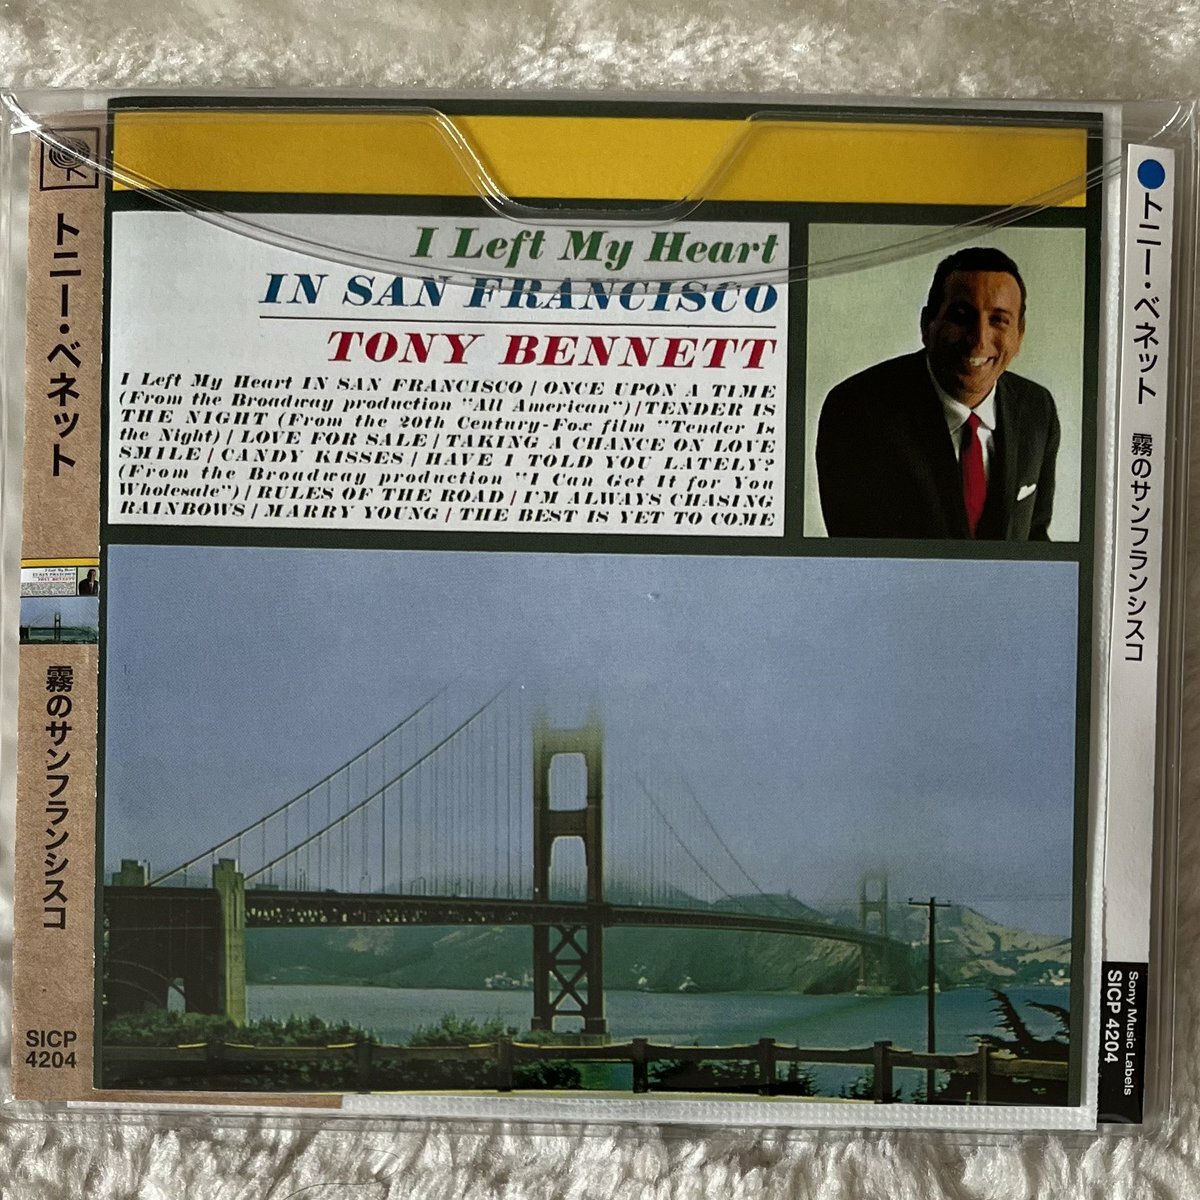 トニー・ベネット
霧のサンフランシスコ
SICP
4204
I Left My Heart
IN SAN FRANCISCO
TONY BENNETT
I Left My Heart IN SAN FRANCISCO / ONCE UPON A TIME
(From the Broadway production "All American") / TENDER IS
THE NIGHT (From the 20th Century-Fox film "Tender Is
the Night) / LOVE FOR SALE / TAKING A CHANCE ON LOVE
SMILE / CANDY KISSES / HAVE I TOLD YOU LATELY?
(From the Broadway production "I Can Get It for You
Wholesale") / RULES OF THE ROAD / I'M ALWAYS CHASING
RAINBOWS / MARRY YOUNG / THE BEST IS YET TO COME
●トニー・ベネット 霧のサンフランシスコ
Sony Music Labels
SICP 4204